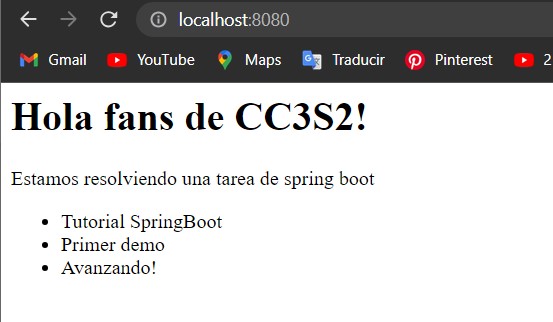 localhost:8080
Gmail YouTube Maps Traducir Pinterest 2
Hola fans de CC3S2!
Estamos resolviendo una tarea de spring boot
Tutorial SpringBoot
Primer demo
Avanzando!